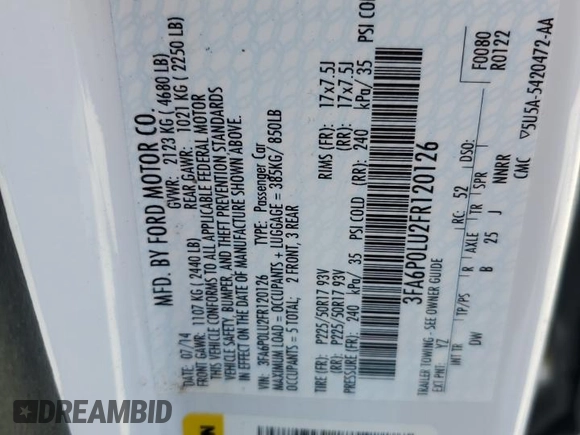 MFD. BY FORD MOTOR CO.
DATE: 07/14 GVWR: 2123 KG ( 4680 LB)
FRONT GAWR: 1107 KG ( 2440 LB) REAR GAWR: 1021 KG ( 2250 LB)
THIS VEHICLE CONFORMS TO ALL APPLICABLE FEDERAL MOTOR
VEHICLE SAFETY, BUMPER, AND THEFT PREVENTION STANDARDS
IN EFFECT ON THE DATE OF MANUFACTURE SHOWN ABOVE.
VIN: 3FA6P0LU2FR120126 TYPE: Passenger Car
MAXIMUM LOAD = OCCUPANTS + LUGGAGE = 385KG/ 850LB
OCCUPANTS = 5 TOTAL: 2 FRONT, 3 REAR
TIRE (FR): P225/50R17 93V RIMS (FR): 17x7.5J
TIRE (RR): P225/50R17 93V (RR): 17x7.5J
PRESSURE (FR): 240 kPa/ 35 PSI COLD (RR): 240 kPa/ 35 PSI COL
3FA6P0LU2FR120126
TRAILER TOWING - SEE OWNER GUIDE
EXT PNT: YZ RC: 52 DSO: F0080
R0122
INT TR TP/PS R AXLE TR SPR
DW B 25 J NNRR
CMC ▽5U5A-5420472-AA
DREAMBID